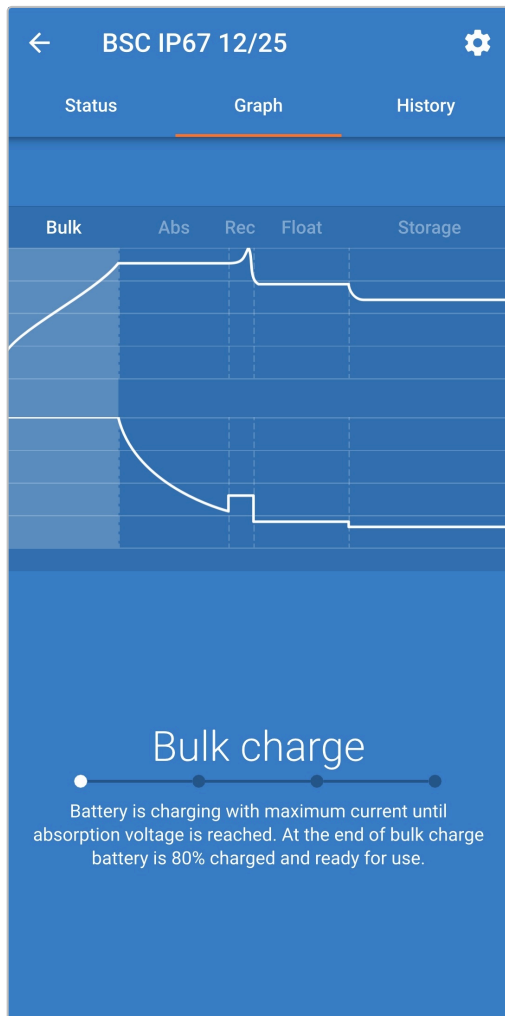 BSC IP67 12/25
Status Graph History
Bulk Abs Rec Float Storage
Bulk charge
Battery is charging with maximum current until
absorption voltage is reached. At the end of bulk charge
battery is 80% charged and ready for use.